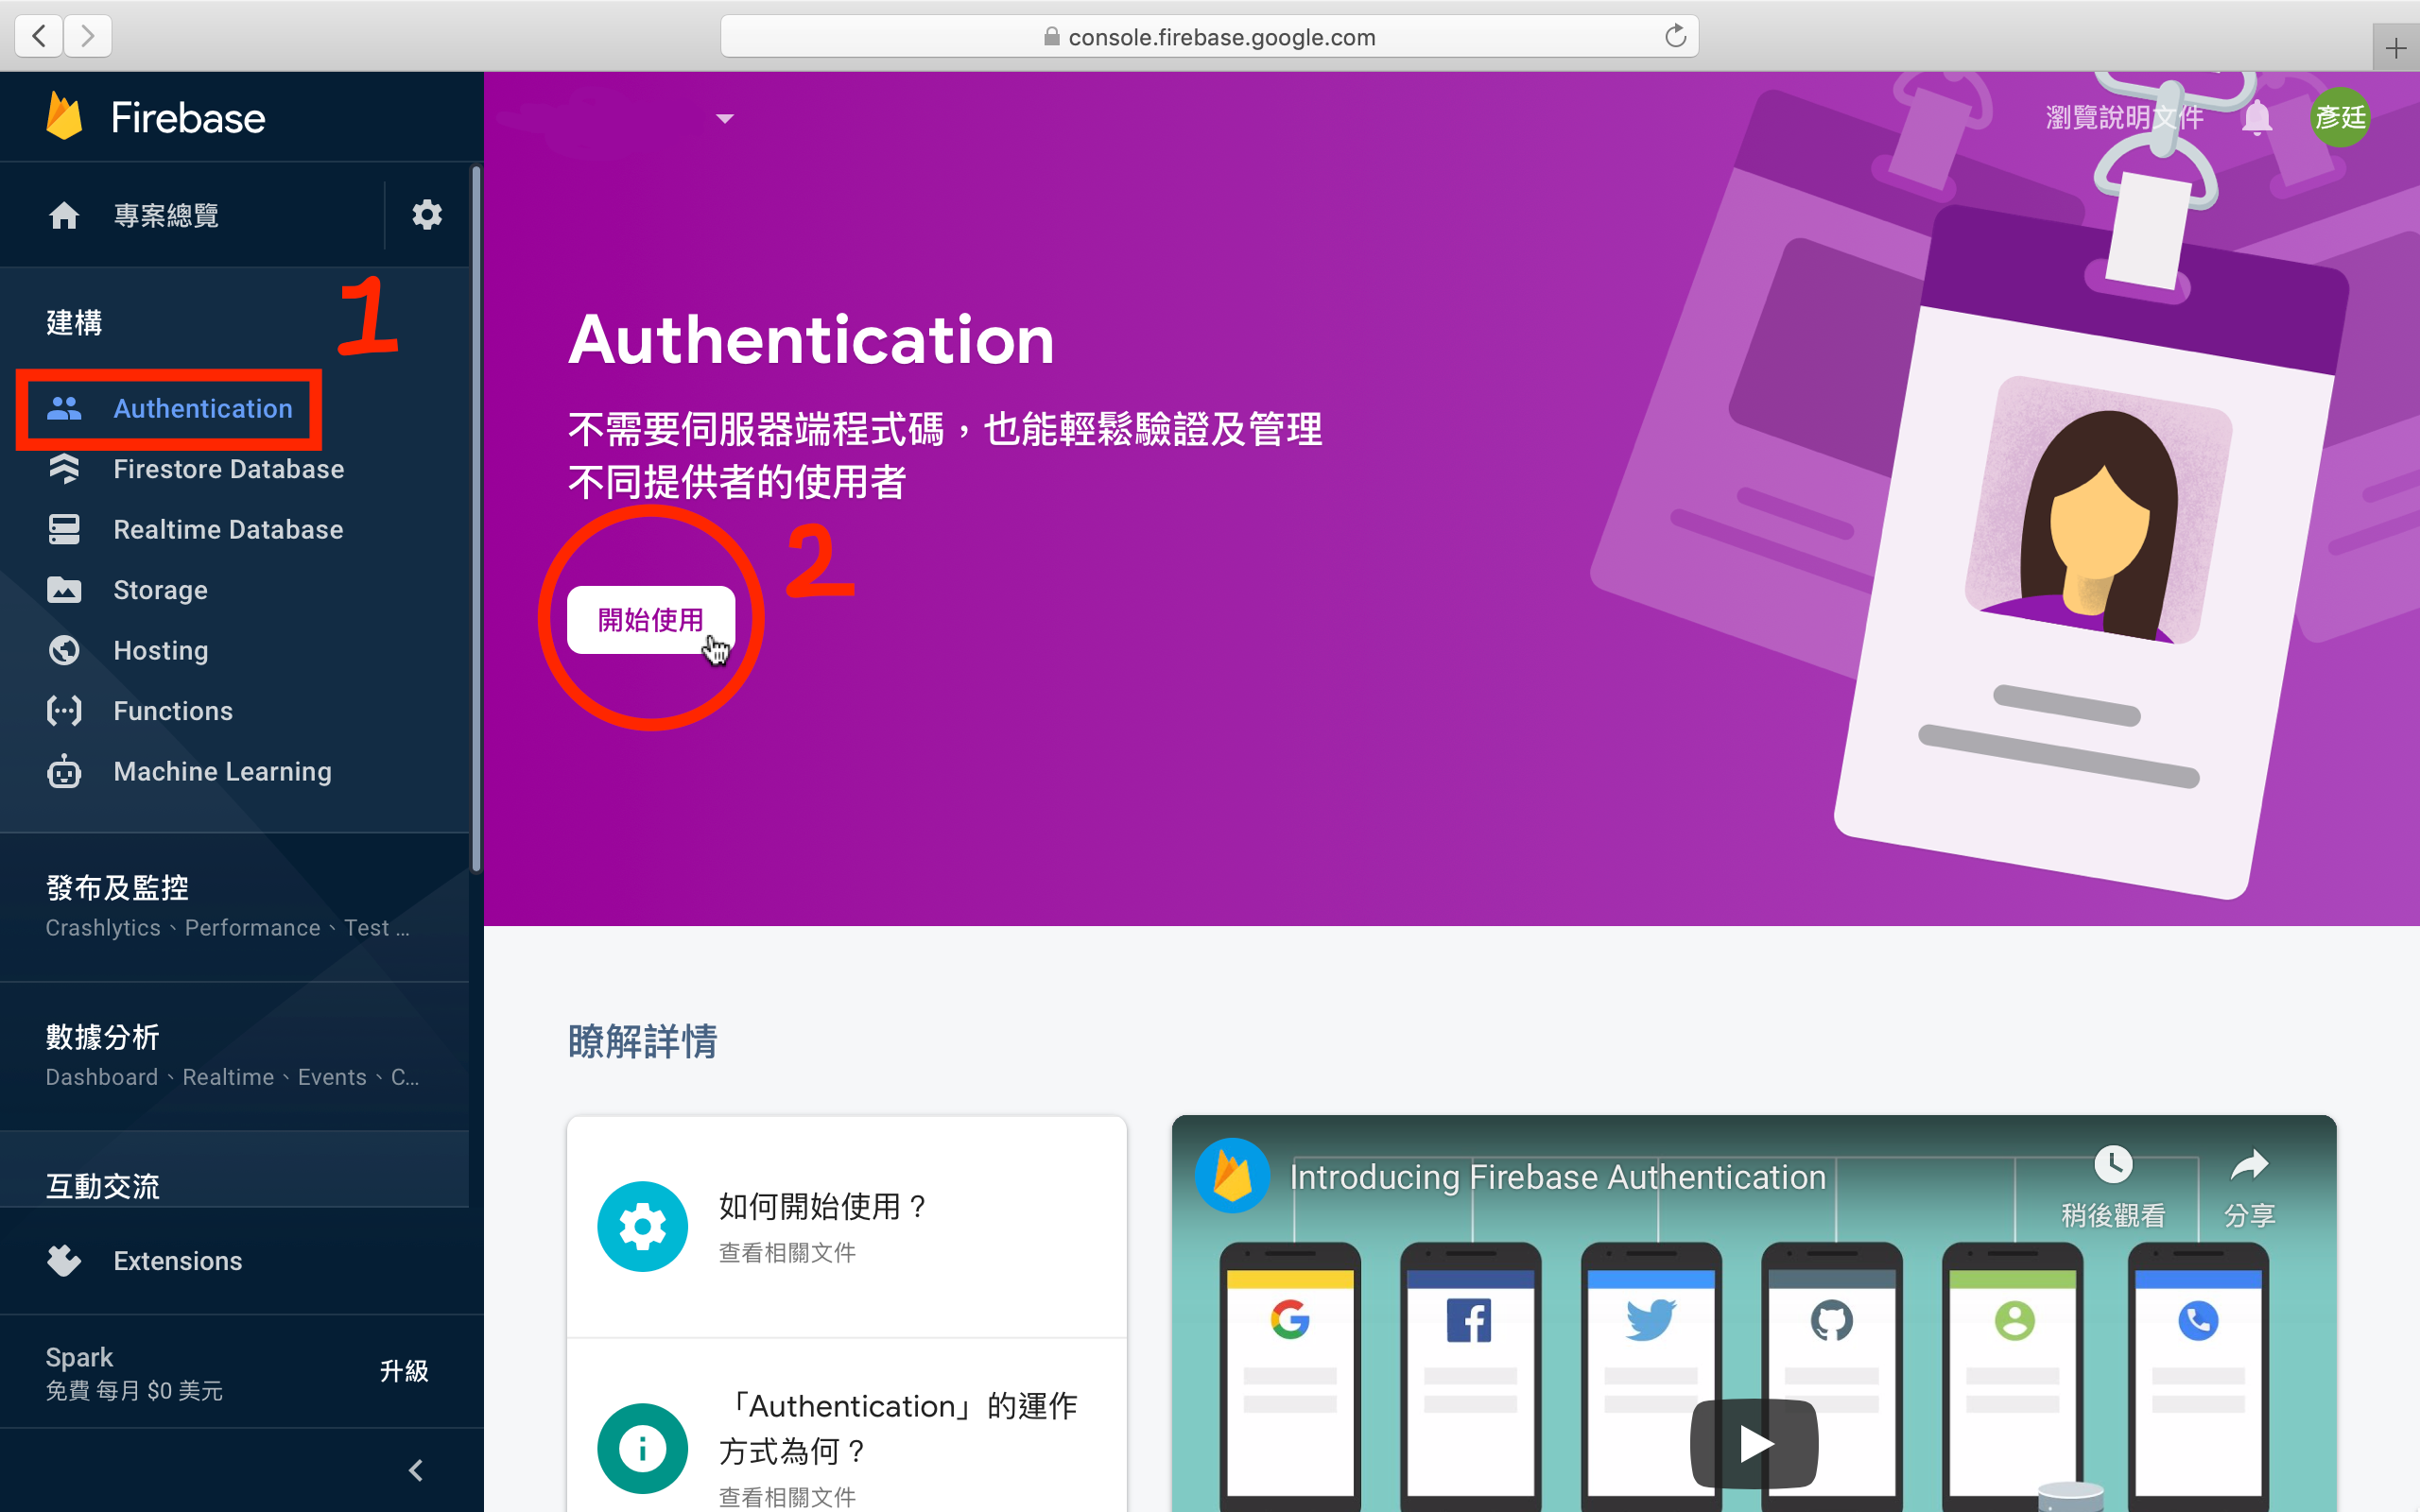 console.firebase.google.com
Firebase
瀏覽說明文件
彥廷
專案總覽
建構
1
Authentication
Firestore Database
Realtime Database
Storage
Hosting
Functions
Machine Learning
發布及監控
Crashlytics、Performance、Test ...
數據分析
Dashboard、Realtime、Events、C...
互動交流
Extensions
Spark
免費 每月 $0 美元
升級
Authentication
不需要伺服器端程式碼，也能輕鬆驗證及管理
不同提供者的使用者
2
開始使用
瞭解詳情
如何開始使用？
查看相關文件
「Authentication」的運作
方式為何？
查看相關文件
Introducing Firebase Authentication
稍後觀看
分享